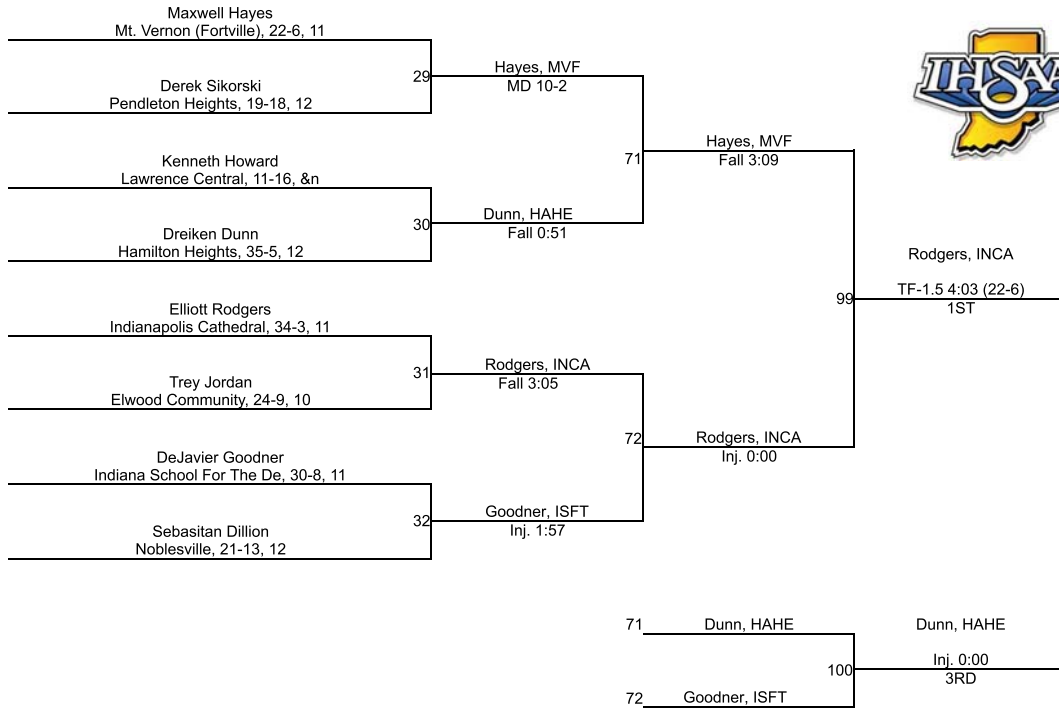 Maxwell Hayes
Mt. Vernon (Fortville), 22-6, 11
29
Hayes, MVF
MD 10-2
Derek Sikorski
Pendleton Heights, 19-18, 12
IHSAA
71
Hayes, MVF
Fall 3:09
Kenneth Howard
Lawrence Central, 11-16, &n
30
Dunn, HAHE
Fall 0:51
Dreiken Dunn
Hamilton Heights, 35-5, 12
99
Rodgers, INCA
TF-1.5 4:03 (22-6)
1ST
Elliott Rodgers
Indianapolis Cathedral, 34-3, 11
31
Rodgers, INCA
Fall 3:05
Trey Jordan
Elwood Community, 24-9, 10
72
Rodgers, INCA
Inj. 0:00
DeJavier Goodner
Indiana School For The De, 30-8, 11
32
Goodner, ISFT
Inj. 1:57
Sebasitan Dillion
Noblesville, 21-13, 12
71
Dunn, HAHE
100
Dunn, HAHE
Inj. 0:00
3RD
72
Goodner, ISFT